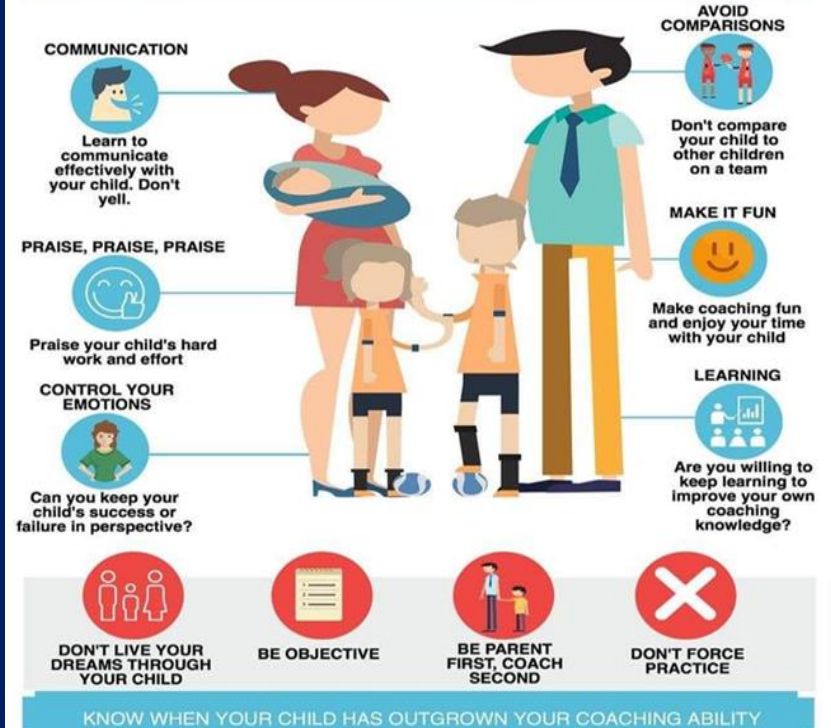 COMMUNICATION
Learn to
communicate
effectively with
your child. Don't
yell.
PRAISE, PRAISE, PRAISE
Praise your child's hard
work and effort
CONTROL YOUR
EMOTIONS
Can you keep your
child's success or
failure in perspective?
AVOID
COMPARISONS
Don't compare
your child to
other children
on a team
MAKE IT FUN
Make coaching fun
and enjoy your time
with your child
LEARNING
Are you willing to
keep learning to
improve your own
coaching
knowledge?
DON'T LIVE YOUR
DREAMS THROUGH
YOUR CHILD
BE OBJECTIVE
BE PARENT
FIRST, COACH
SECOND
DON'T FORCE
PRACTICE
KNOW WHEN YOUR CHILD HAS OUTGROWN YOUR COACHING ABILITY